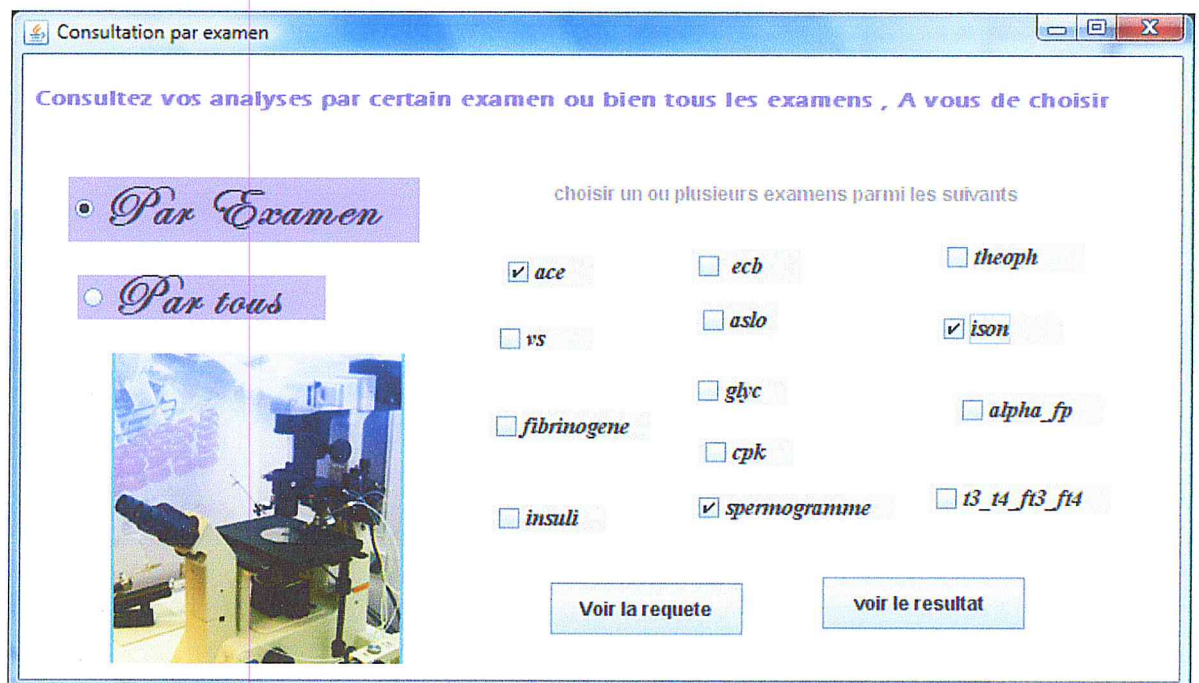 Consultation par examen
Consultez vos analyses par certain examen ou bien tous les examens , A vous de choisir
Par Examen
Par tous
choisir un ou plusieurs examens parmi les suivants
ace
ecb
theoph
vs
aslo
ison
fibrinogene
glyc
alpha_fp
cpk
insuli
spermogramme
t3_t4_ft3_ft4
Voir la requete
voir le resultat